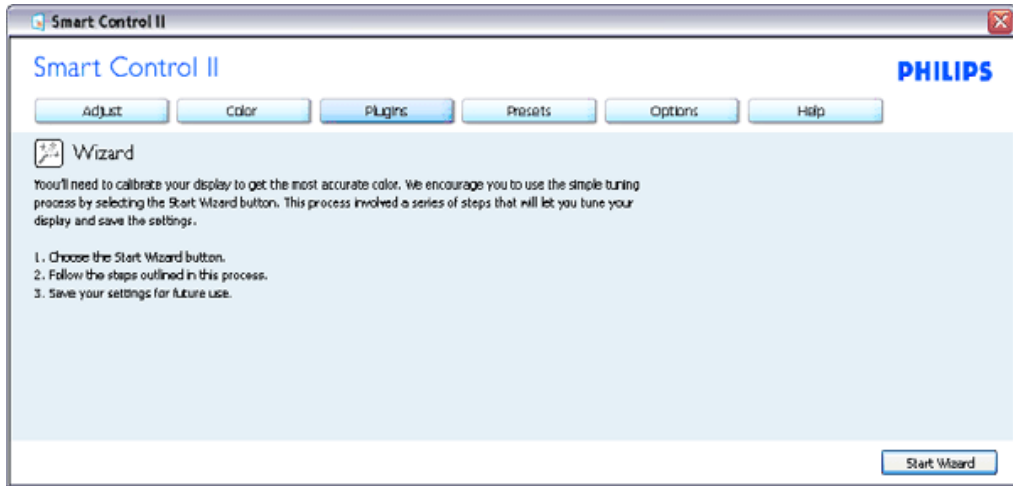 Smart Control II
Smart Control II
PHILIPS
Adjust Color Plugins Presets Options Help
Wizard
Yoou'll need to calibrate your display to get the most accurate color. We encourage you to use the simple tuning
process by selecting the Start Wizard button. This process involved a series of steps that will let you tune your
display and save the settings.
1. Choose the Start Wizard button.
2. Follow the steps outlined in this process.
3. Save your settings for future use.
Start Wizard